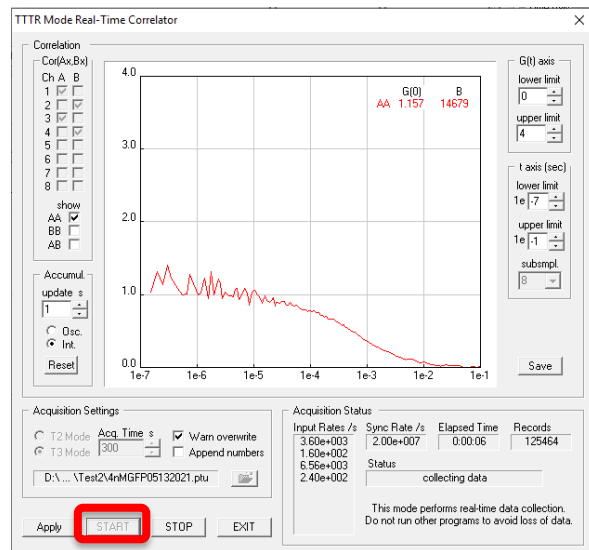 TTTR Mode Real-Time Correlator
Correlation
Cor(Ax,Bx)
Ch A B
1
2
3
4
5
6
7
8
show
AA
BB
AB
Accumul.
update s
1
Osc.
Int.
Reset
4.0
3.0
2.0
1.0
0.0
1e-7 1e-6 1e-5 1e-4 1e-3 1e-2 1e-1
G(0) B
AA 1.157 14679
G(t) axis
lower limit
0
upper limit
4
t axis (sec)
lower limit
1e -7
upper limit
1e -1
subsmpl.
8
Save
Acquisition Settings
T2 Mode
T3 Mode
Acq. Time s
300
Warn overwrite
Append numbers
D:\ ... \Test2\4nMGFP05132021.ptu
Apply START STOP EXIT
Acquisition Status
Input Rates /s Sync Rate /s Elapsed Time Records
3.60e+003 2.00e+007 0:00:06 125464
1.60e+002
6.56e+003
2.40e+002
Status
collecting data
This mode performs real-time data collection.
Do not run other programs to avoid loss of data.